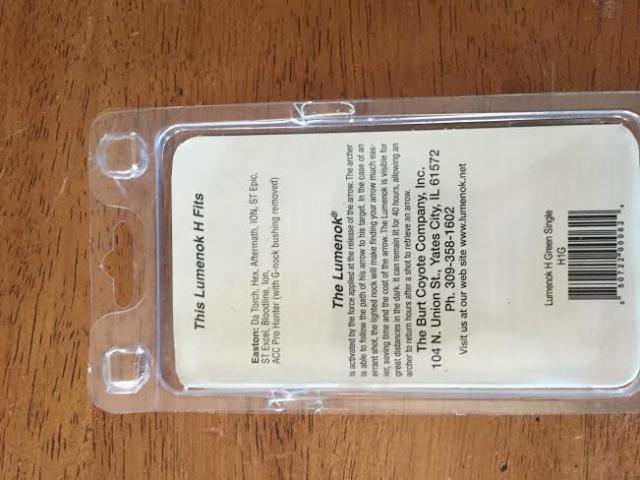 This Lumenok H Fits
Easton: Da Torch, Hex, Aftermath, ION, ST Epic,
ST Excel, Bloodline, Ion,
ACC Pro Hunter (with G-nock bushing removed)
The Lumenok®
is activated by the force applied at the release of the arrow. The archer
is able to follow the path of his arrow to his target. In the case of an
errant shot, the lighted nock will make finding your arrow much eas-
ier, saving time and the cost of the arrow. The Lumenok is visible for
great distances in the dark. It can remain lit for 40 hours, allowing an
archer to return hours after a shot to retrieve an arrow.
The Burt Coyote Company, Inc.
104 N. Union St., Yates City, IL 61572
Ph. 309-358-1602
Visit us at our web site www.lumenok.net
Lumenok H Green Single
H1G